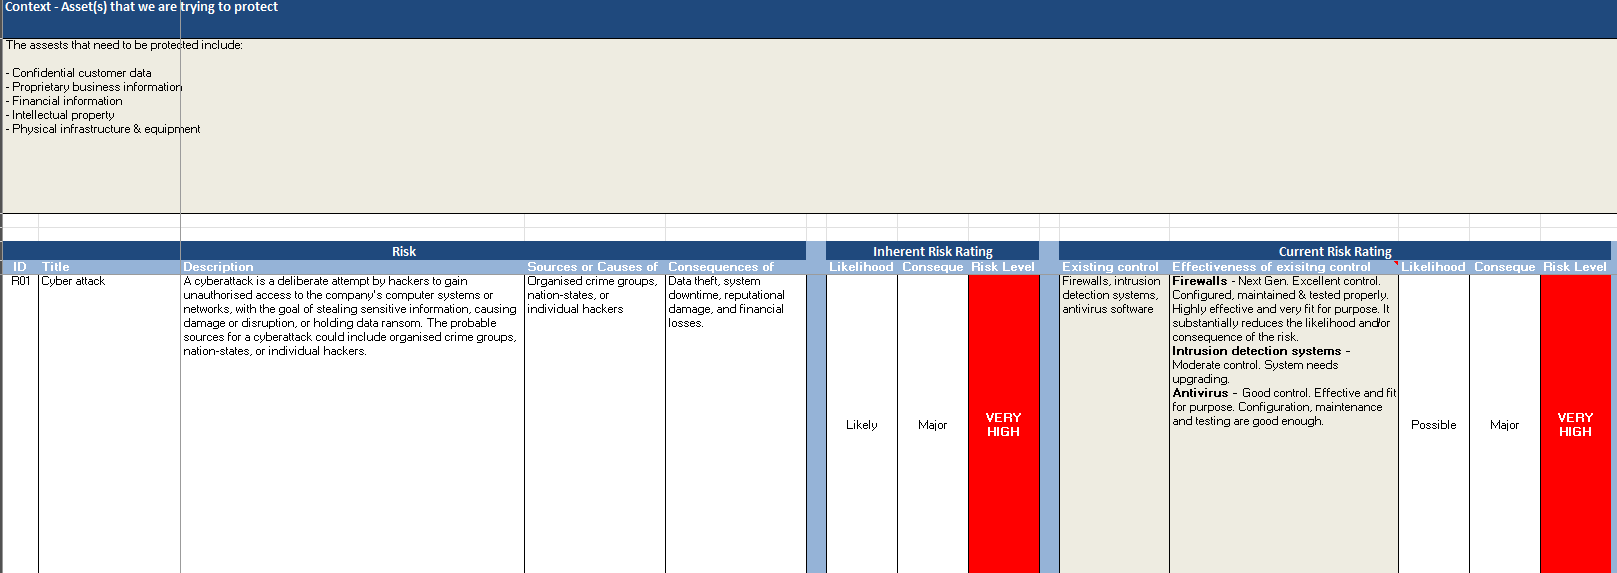 Context - Asset(s) that we are trying to protect
The assests that need to be protected include:
- Confidential customer data
- Proprietary business information
- Financial information
- Intellectual property
- Physical infrastructure & equipment
Risk
Inherent Risk Rating
Current Risk Rating
ID
Title
Description
Sources or Causes of
Consequences of
Likelihood
Conseque
Risk Level
Existing control
Effectiveness of exisitng control
Likelihood
Conseque
Risk Level
R01
Cyber attack
A cyberattack is a deliberate attempt by hackers to gain
unauthorised access to the company's computer systems or
networks, with the goal of stealing sensitive information, causing
damage or disruption, or holding data ransom. The probable
sources for a cyberattack could include organised crime groups,
nation-states, or individual hackers.
Organised crime groups,
nation-states, or
individual hackers
Data theft, system
downtime, reputational
damage, and financial
losses.
Likely
Major
VERY
HIGH
Firewalls, intrusion
detection systems,
antivirus software
Firewalls - Next Gen. Excellent control.
Configured, maintained & tested properly.
Highly effective and very fit for purpose. It
substantially reduces the likelihood and/or
consequence of the risk.
Intrusion detection systems -
Moderate control. System needs
upgrading.
Antivirus - Good control. Effective and fit
for purpose. Configuration, maintenance
and testing are good enough.
Possible
Major
VERY
HIGH